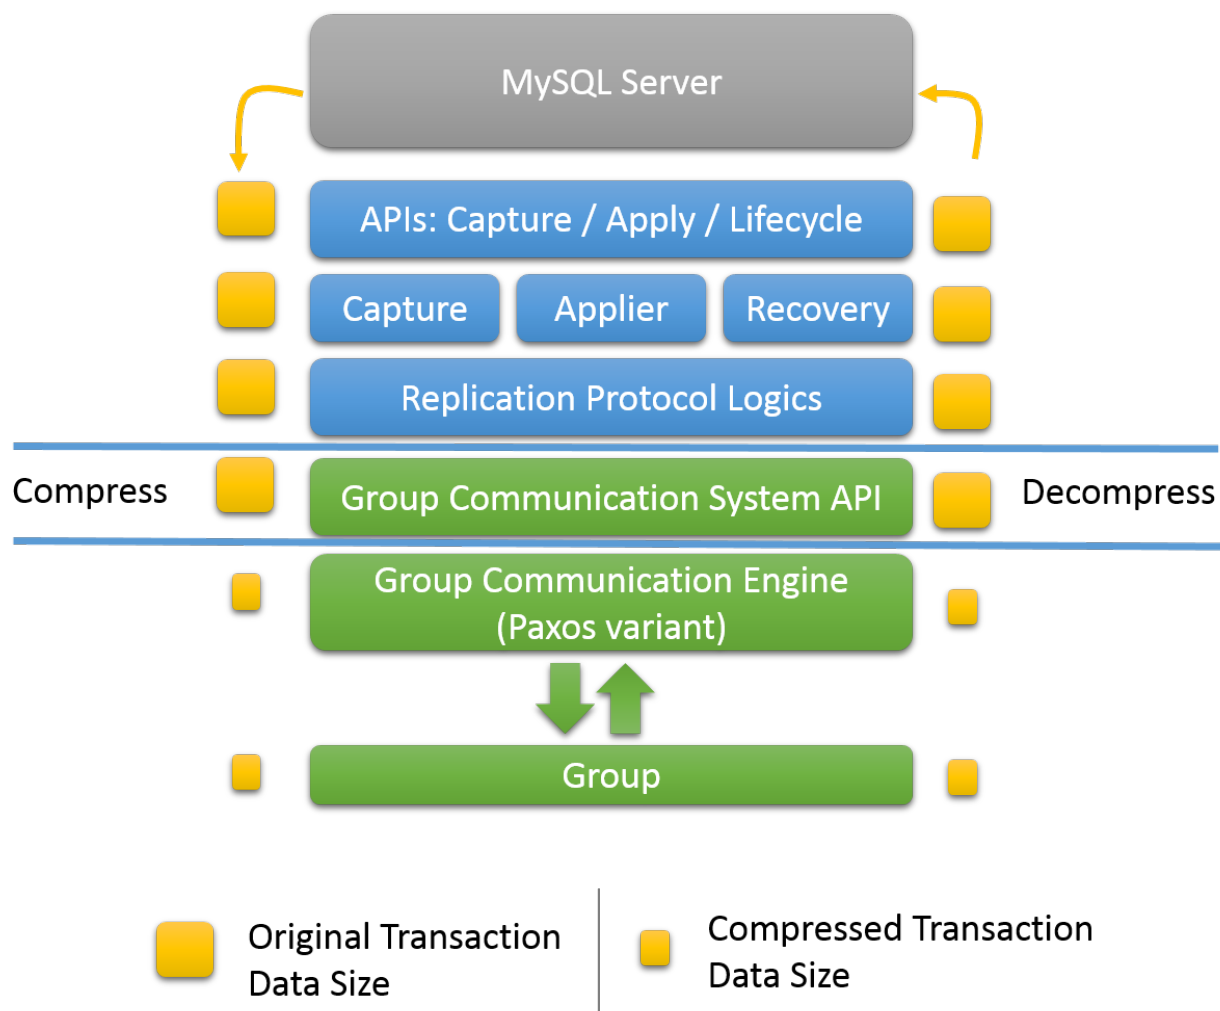 MySQL Server
APIs: Capture / Apply / Lifecycle
Capture
Applier
Recovery
Replication Protocol Logics
Compress
Group Communication System API
Decompress
Group Communication Engine
(Paxos variant)
Group
Original Transaction
Data Size
Compressed Transaction
Data Size